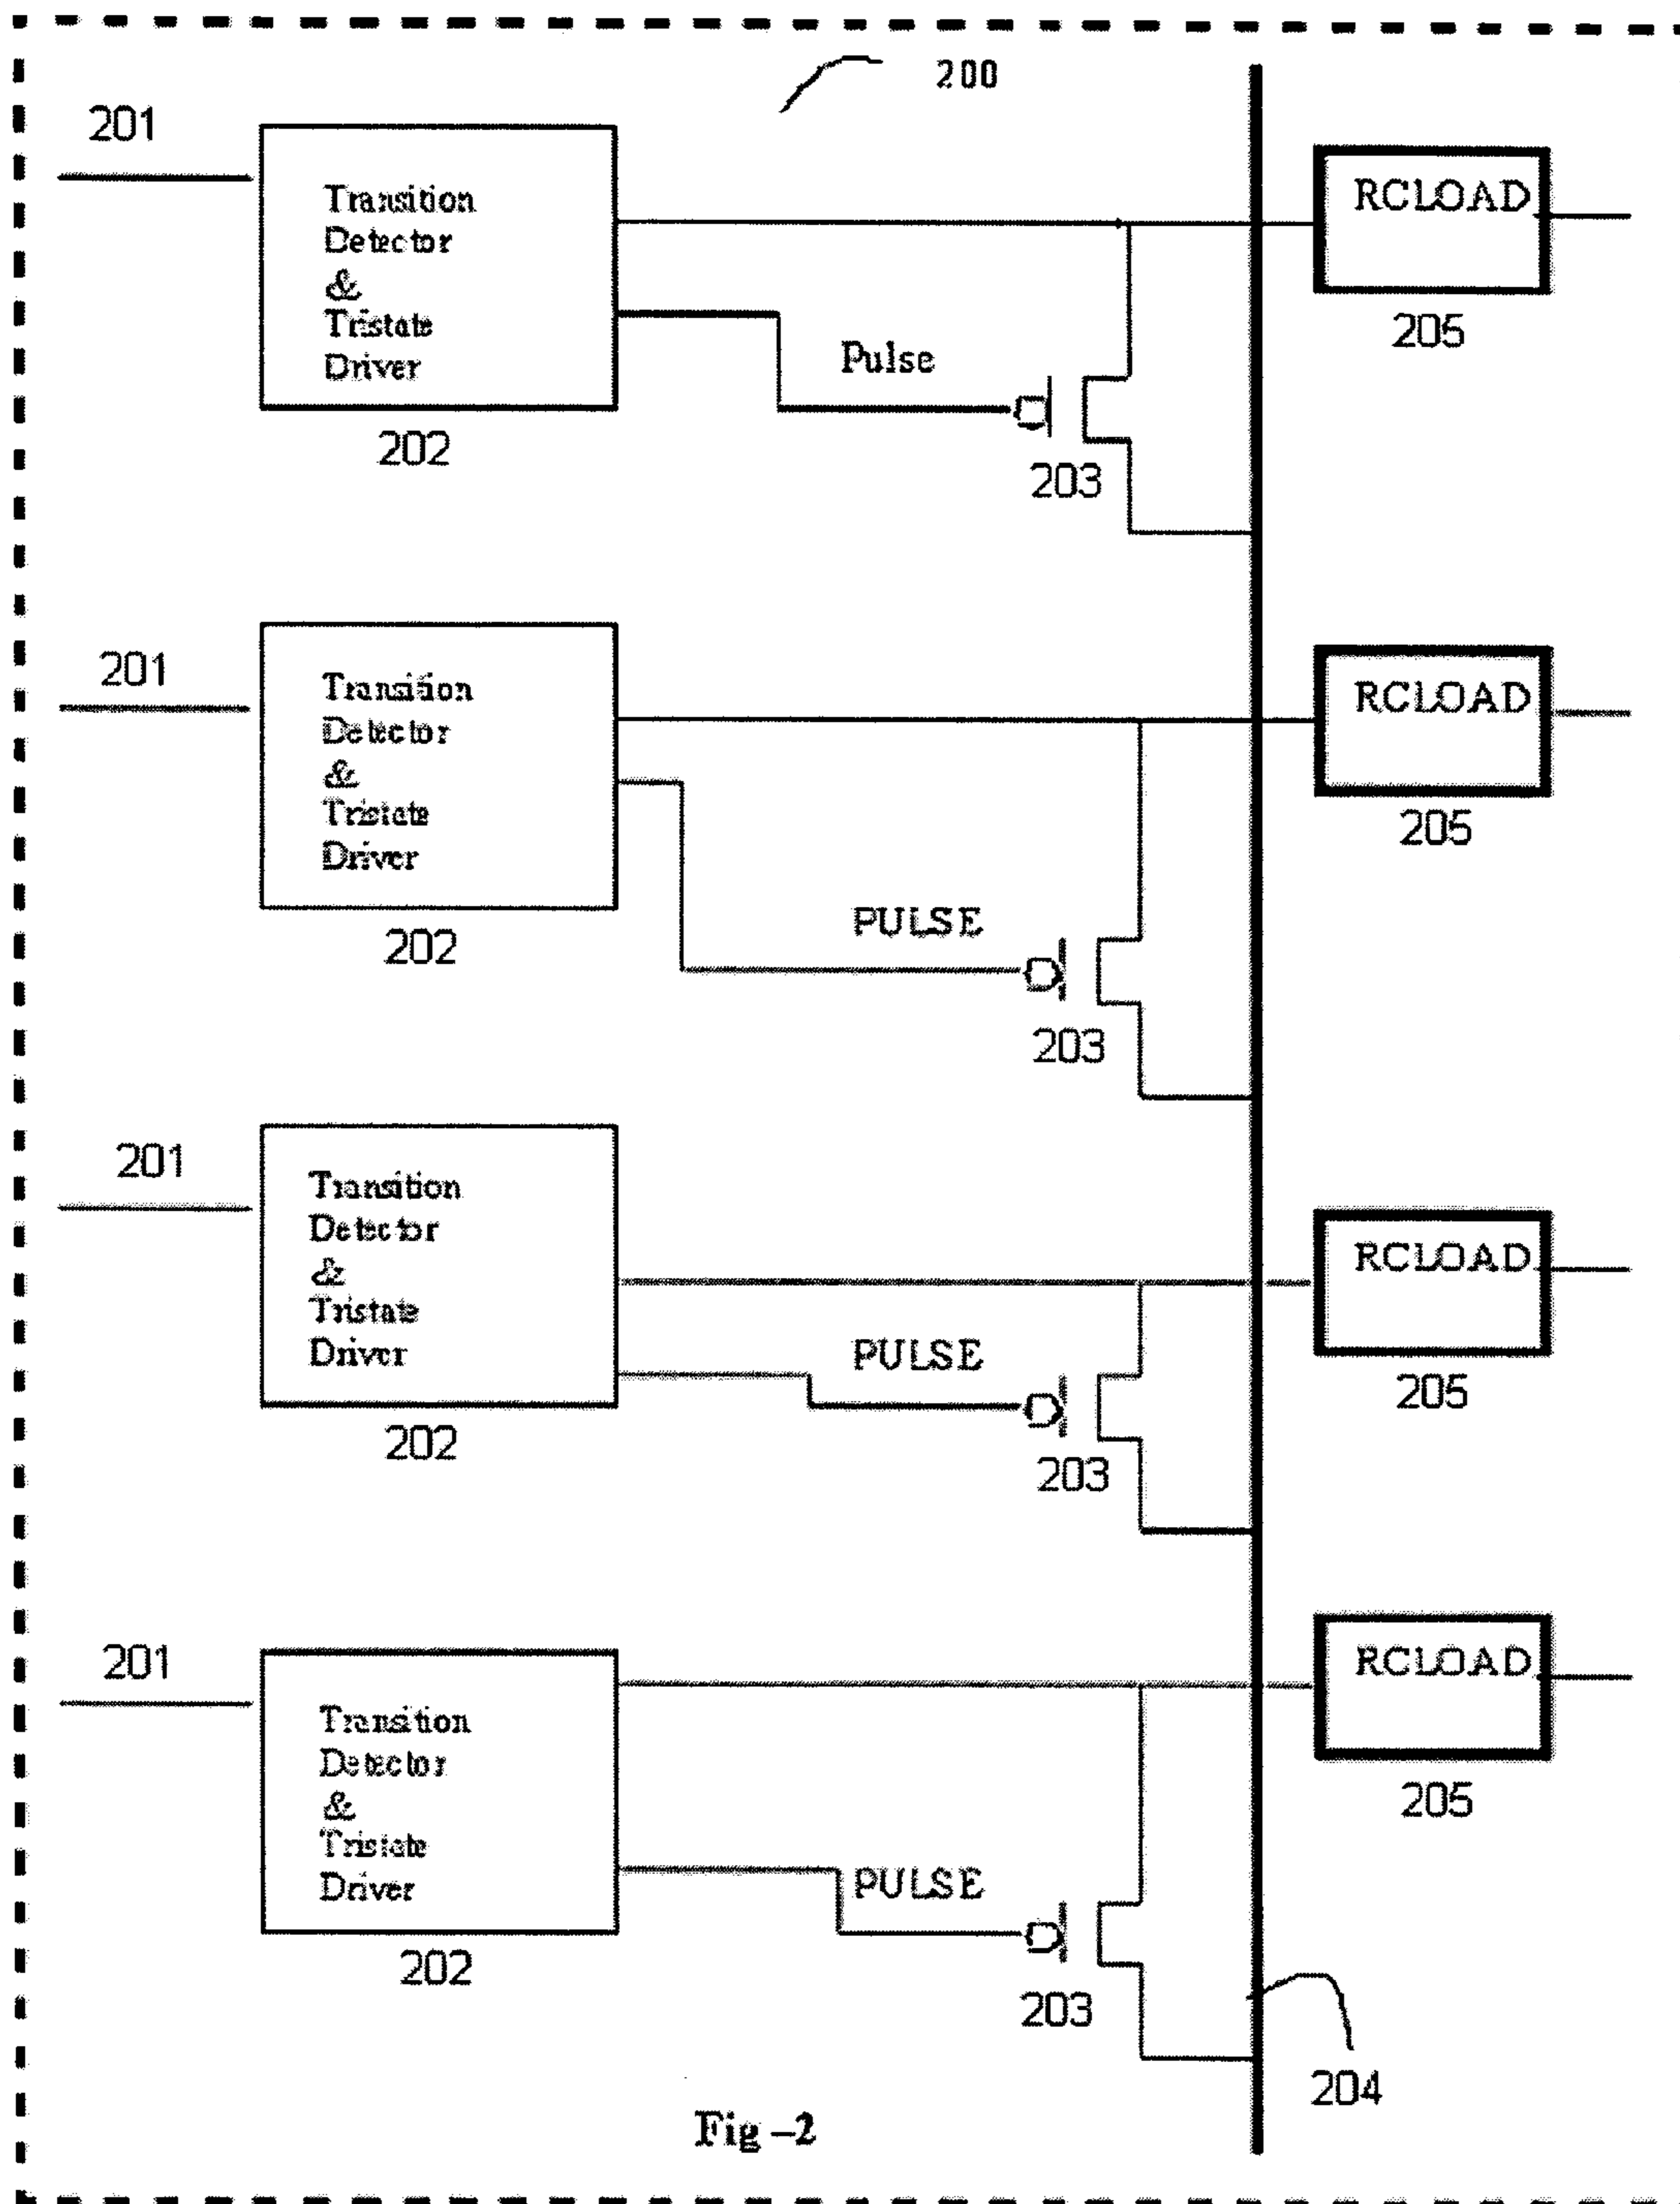 200
201
Transition
Detector
&
Tristate
Driver
202
Pulse
203
RCLOAD
205
201
Transition
Detector
&
Tristate
Driver
202
PULSE
203
RCLOAD
205
201
Transition
Detector
&
Tristate
Driver
202
PULSE
203
RCLOAD
205
201
Transition
Detector
&
Tristate
Driver
202
PULSE
203
RCLOAD
205
204
Fig -2